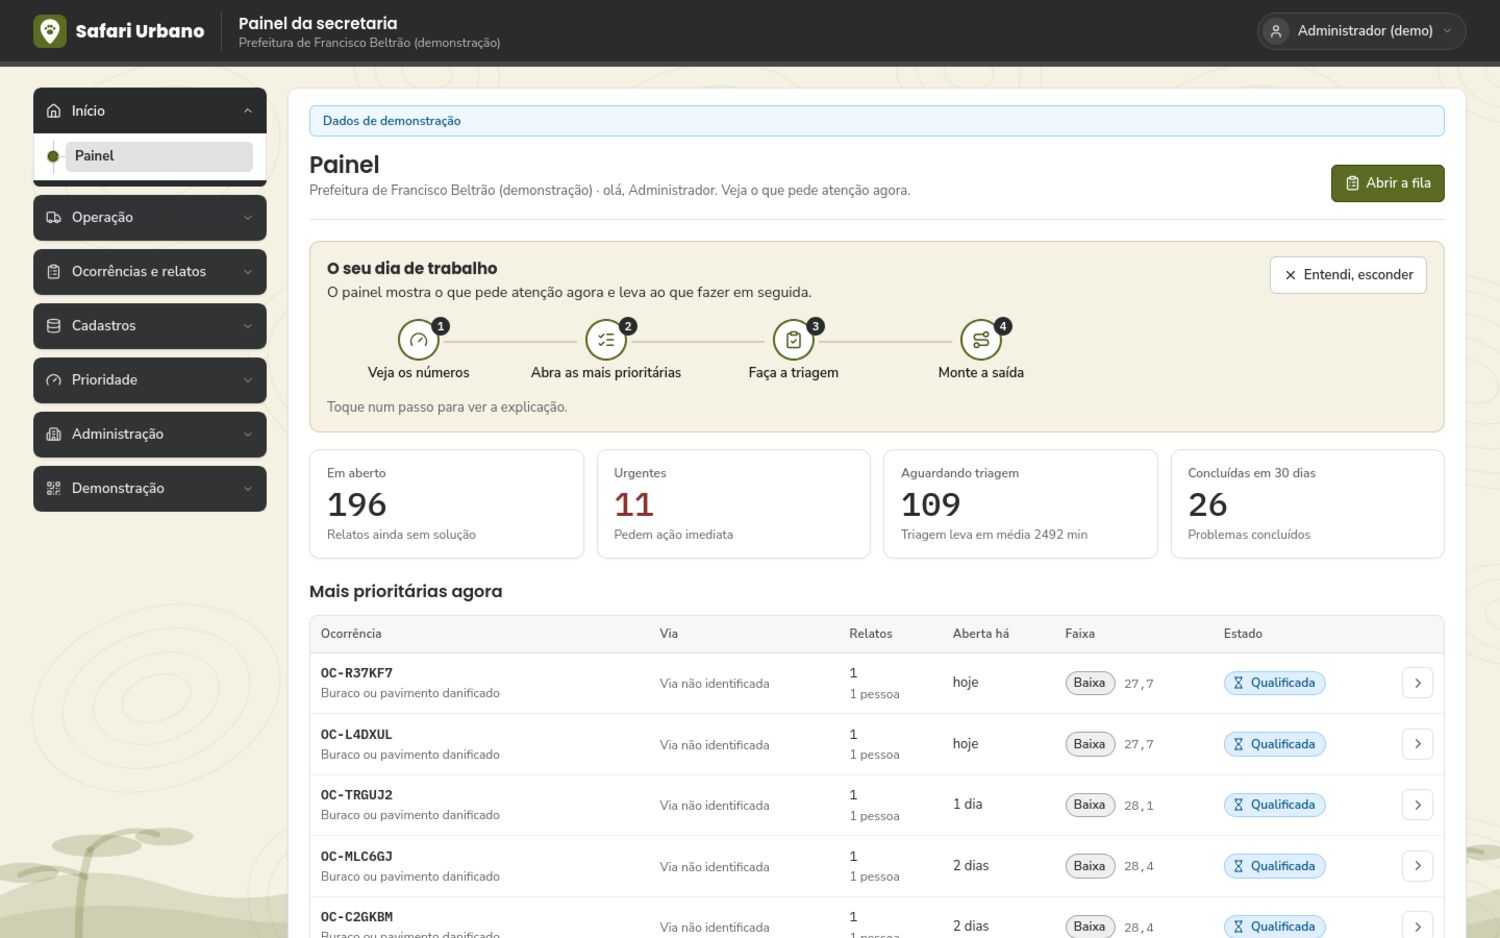 Safari Urbano
Painel da secretaria
Prefeitura de Francisco Beltrão (demonstração)
Administrador (demo)
Início
Painel
Operação
Ocorrências e relatos
Cadastros
Prioridade
Administração
Demonstração
Dados de demonstração
Painel
Prefeitura de Francisco Beltrão (demonstração) · olá, Administrador. Veja o que pede atenção agora.
Abrir a fila
O seu dia de trabalho
O painel mostra o que pede atenção agora e leva ao que fazer em seguida.
Entendi, esconder
1 2 3 4
Veja os números Abra as mais prioritárias Faça a triagem Monte a saída
Toque num passo para ver a explicação.
Em aberto
196
Relatos ainda sem solução
Urgentes
11
Pedem ação imediata
Aguardando triagem
109
Triagem leva em média 2492 min
Concluídas em 30 dias
26
Problemas concluídos
Mais prioritárias agora
Ocorrência Via Relatos Aberta há Faixa Estado
OC-R37KF7
Buraco ou pavimento danificado
Via não identificada
1
1 pessoa
hoje
Baixa 27,7
Qualificada
OC-L4DXUL
Buraco ou pavimento danificado
Via não identificada
1
1 pessoa
hoje
Baixa 27,7
Qualificada
OC-TRGUJ2
Buraco ou pavimento danificado
Via não identificada
1
1 pessoa
1 dia
Baixa 28,1
Qualificada
OC-MLC6GJ
Buraco ou pavimento danificado
Via não identificada
1
1 pessoa
2 dias
Baixa 28,4
Qualificada
OC-C2GKBM
Buraco ou pavimento danificado
Via não identificada
1
1 pessoa
2 dias
Baixa 28,4
Qualificada